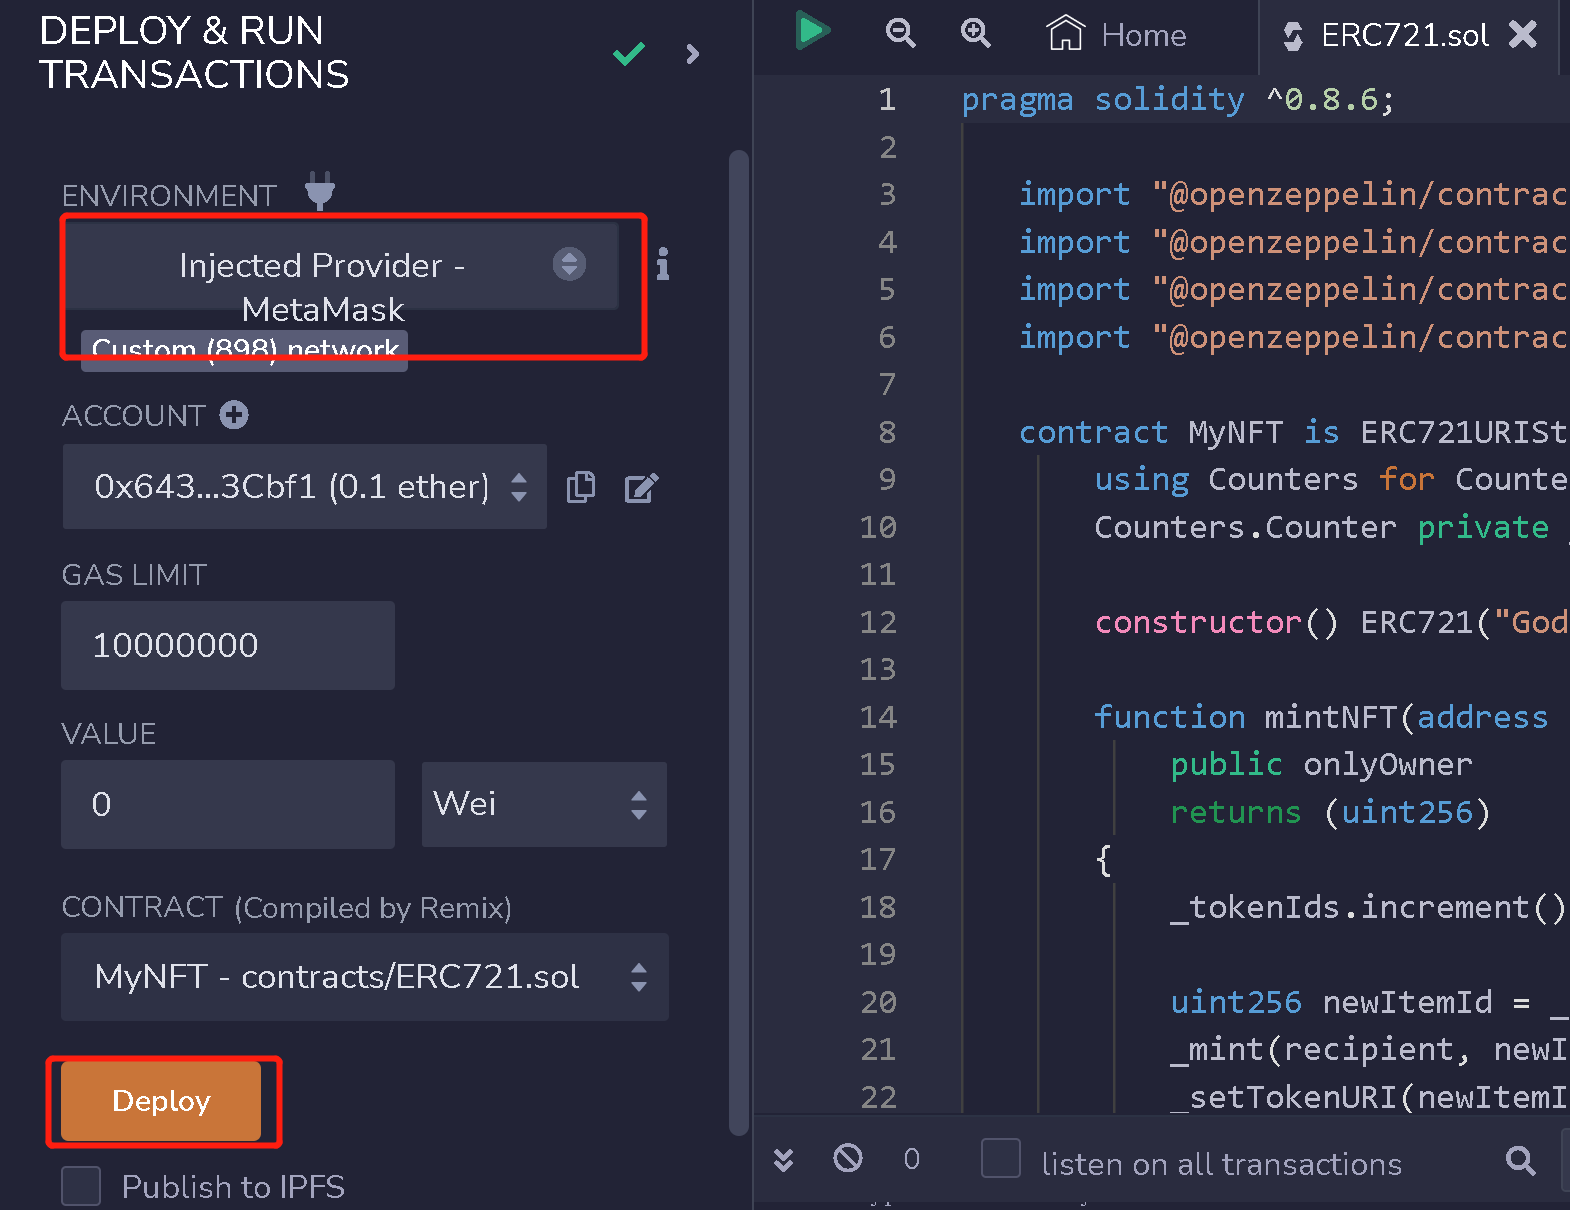 DEPLOY & RUN
TRANSACTIONS
ENVIRONMENT
Injected Provider -
MetaMask
Custom (898) network
ACCOUNT
0x643...3Cbf1 (0.1 ether)
GAS LIMIT
10000000
VALUE
0
Wei
CONTRACT (Compiled by Remix)
MyNFT - contracts/ERC721.sol
Deploy
Publish to IPFS
Home
ERC721.sol
1 pragma solidity ^0.8.6;
2
3 import "@openzeppelin/contrac
4 import "@openzeppelin/contrac
5 import "@openzeppelin/contrac
6 import "@openzeppelin/contrac
7
8 contract MyNFT is ERC721URISt
9 using Counters for Counte
10 Counters.Counter private
11
12 constructor() ERC721("God
13
14 function mintNFT(address
15 public onlyOwner
16 returns (uint256)
17 {
18 _tokenIds.increment()
19
20 uint256 newItemId = _
21 _mint(recipient, newI
22 _setTokenURI(newItemI
0
listen on all transactions